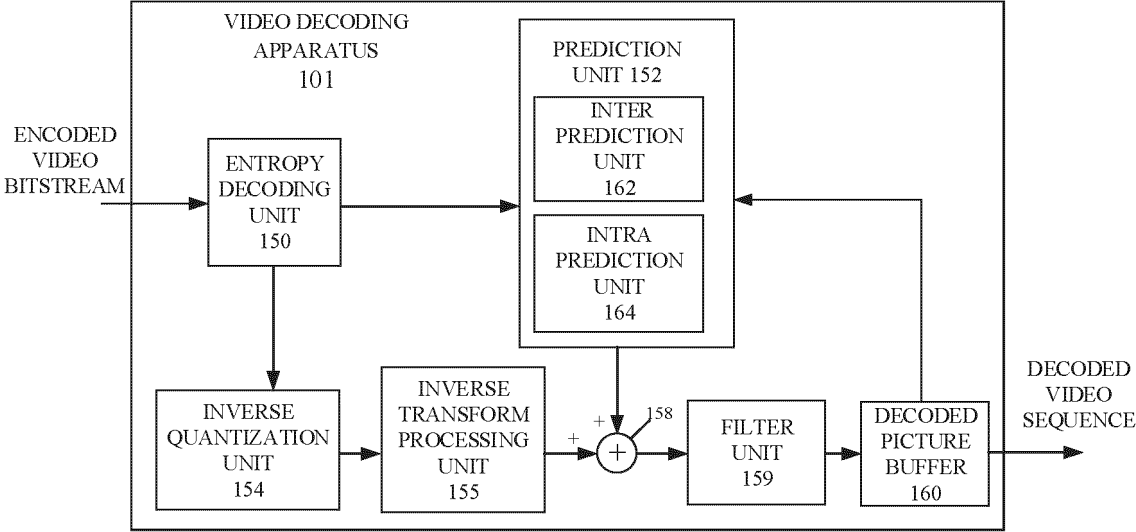 VIDEO DECODING
APPARATUS
101
PREDICTION
UNIT 152
INTER
PREDICTION
UNIT
162
INTRA
PREDICTION
UNIT
164
ENCODED
VIDEO
BITSTREAM
ENTROPY
DECODING
UNIT
150
INVERSE
QUANTIZATION
UNIT
154
INVERSE
TRANSFORM
PROCESSING
UNIT
155
+
+
+
158
FILTER
UNIT
159
DECODED
PICTURE
BUFFER
160
DECODED
VIDEO
SEQUENCE